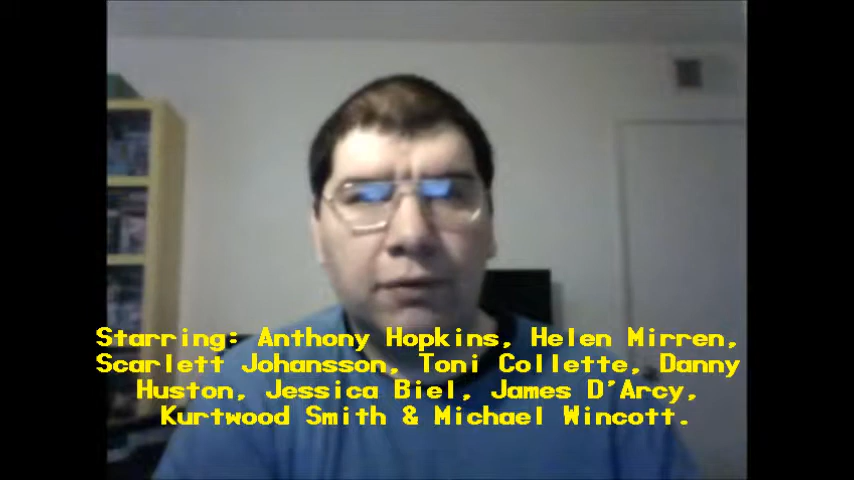 Starring: Anthony Hopkins, Helen Mirren,
Scarlett Johansson, Toni Collette, Danny
Huston, Jessica Biel, James D'Arcy,
Kurtwood Smith & Michael Wincott.